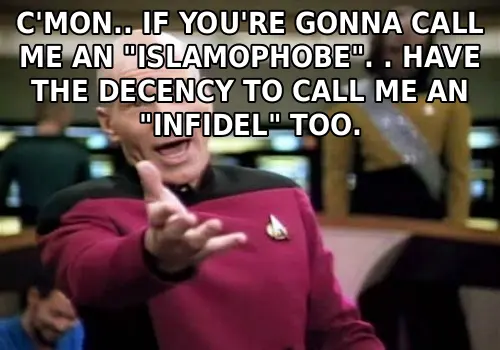 C'MON.. IF YOU'RE GONNA CALL
ME AN "ISLAMOPHOBE". . HAVE
THE DECENCY TO CALL ME AN
"INFIDEL" TOO.